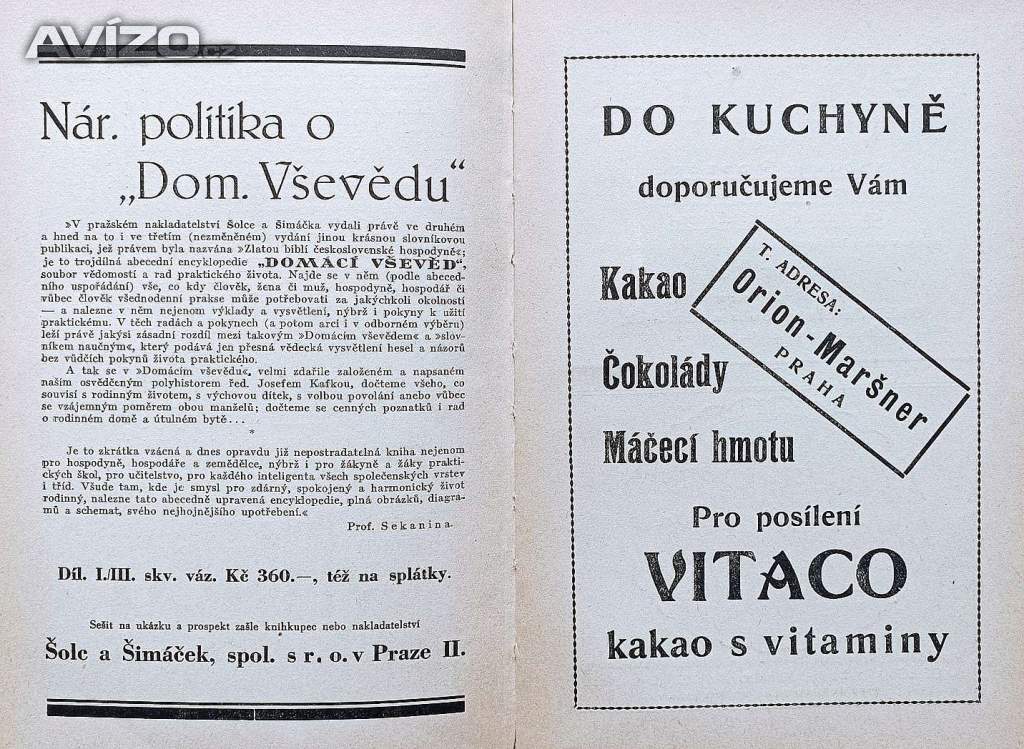 AVÍZO.cz
Nár. politika o
„Dom. Vševědu“
»V pražském nakladatelství Šolc a Šimáčka vydali právě ve druhém
a hned na to i ve třetím (nezměněném) vydání jinou krásnou slovníkovou
publikaci, jež právem byla nazvána »Zlatou biblí československé hospodyně«;
je to trojdílná abecední encyklopedie „DOMÁCÍ VŠEVĚD“,
soubor vědomostí a rad praktického života. Najde se v něm (podle abeced-
ního uspořádání) vše, co kdy člověk, žena či muž, hospodyně, hospodář či
vůbec člověk všednodenní prakse může potřebovati za jakýchkoli okolností
— a nalezne v něm nejenom výklady a vysvětlení, nýbrž i pokyny k užití
praktickému. V těch radách a pokynech (a potom arci i v odborném výběru)
leží právě jakýsi zásadní rozdíl mezi takovým »Domácím vševědem« a »slov-
níkem naučným«, který podává jen přesná vědecká vysvětlení hesel a názorů
bez vůdčích pokynů života praktického.
A tak se v »Domácím vševědu«, velmi zdařile založeném a napsaném
naším osvědčeným polyhistorem řed. Josefem Kafkou, dočteme všeho, co
souvisí s rodinným životem, s výchovou dítek, s volbou povolání anebo vůbec
se vzájemným poměrem obou manželů; dočteme se cenných poznatků i rad
o rodinném domě a útulném bytě...
*
Je to zkrátka vzácná a dnes opravdu již nepostradatelná kniha nejenom
pro hospodyně, hospodáře a zemědělce, nýbrž i pro žákyně a žáky prakti-
ckých škol, pro učitelstvo, pro každého inteligenta všech společenských vrstev
i tříd. Všude tam, kde je smysl pro zdárný, spokojený a harmonický život
rodinný, nalezne tato abecedně upravená encyklopedie, plná obrázků, diagra-
mů a schemat, svého nejhojnějšího upotřebení.«
Prof. Sekanina.
Díl. I./III. skv. váz. Kč 360.—, též na splátky.
Sešit na ukázku a prospekt zašle knihkupec nebo nakladatelství
Šolc a Šimáček, spol. s r. o. v Praze II.
DO KUCHYNĚ
doporučujeme Vám
Kakao
T. ADRESA:
Orion-Maršner
PRAHA
Čokolády
Máčecí hmotu
Pro posílení
VITACO
kakao s vitaminy